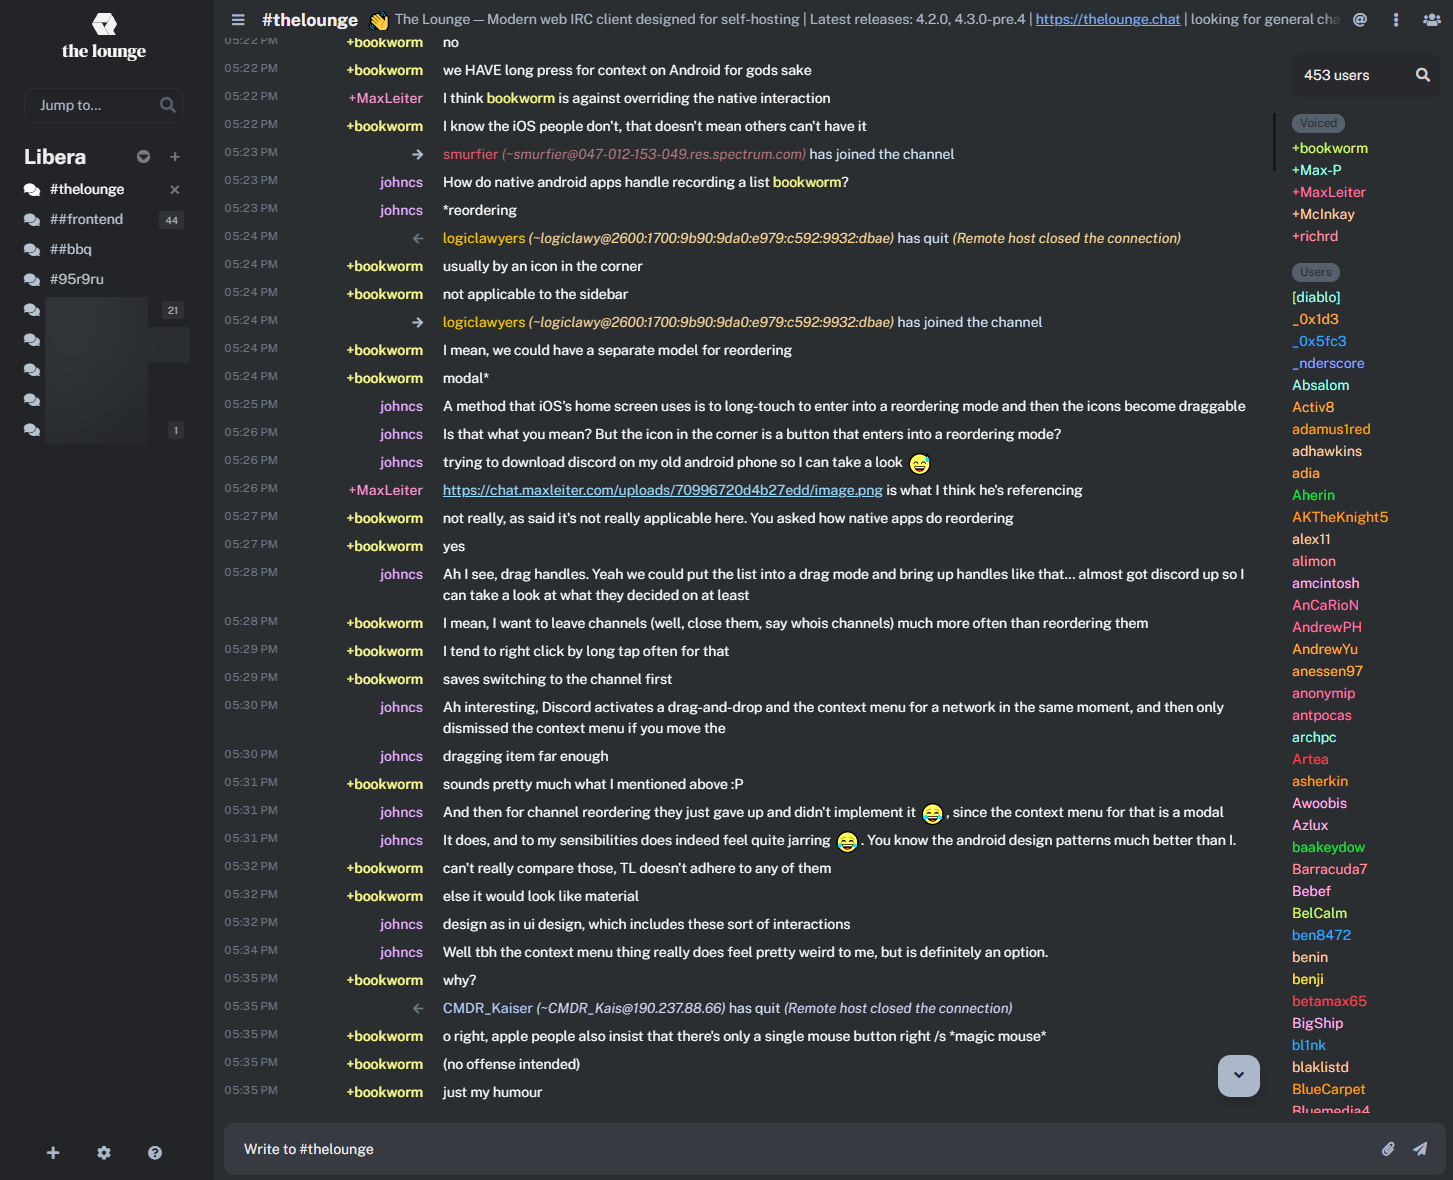 the lounge
Jump to...
Libera
#thelounge
##frontend 44
##bbq
#95r9ru
21
1
#thelounge 👋 The Lounge — Modern web IRC client designed for self-hosting | Latest releases: 4.2.0, 4.3.0-pre.4 | https://thelounge.chat | looking for general cha
05:22 PM +bookworm no
05:22 PM +bookworm we HAVE long press for context on Android for gods sake
05:22 PM +MaxLeiter I think bookworm is against overriding the native interaction
05:22 PM +bookworm I know the iOS people don't, that doesn't mean others can't have it
05:23 PM → smurfier (~smurfier@047-012-153-049.res.spectrum.com) has joined the channel
05:23 PM johncs How do native android apps handle recording a list bookworm?
05:23 PM johncs *reordering
05:24 PM ← logiclawyers (~logiclawy@2600:1700:9b90:9da0:e979:c592:9932:dbae) has quit (Remote host closed the connection)
05:24 PM +bookworm usually by an icon in the corner
05:24 PM +bookworm not applicable to the sidebar
05:24 PM → logiclawyers (~logiclawy@2600:1700:9b90:9da0:e979:c592:9932:dbae) has joined the channel
05:24 PM +bookworm I mean, we could have a separate model for reordering
05:24 PM +bookworm modal*
05:25 PM johncs A method that iOS's home screen uses is to long-touch to enter into a reordering mode and then the icons become draggable
05:26 PM johncs Is that what you mean? But the icon in the corner is a button that enters into a reordering mode?
05:26 PM johncs trying to download discord on my old android phone so I can take a look 😅
05:26 PM +MaxLeiter https://chat.maxleiter.com/uploads/70996720d4b27edd/image.png is what I think he's referencing
05:27 PM +bookworm not really, as said it's not really applicable here. You asked how native apps do reordering
05:27 PM +bookworm yes
05:28 PM johncs Ah I see, drag handles. Yeah we could put the list into a drag mode and bring up handles like that... almost got discord up so I
can take a look at what they decided on at least
05:28 PM +bookworm I mean, I want to leave channels (well, close them, say whois channels) much more often than reordering them
05:29 PM +bookworm I tend to right click by long tap often for that
05:29 PM +bookworm saves switching to the channel first
05:30 PM johncs Ah interesting, Discord activates a drag-and-drop and the context menu for a network in the same moment, and then only
dismissed the context menu if you move the
05:30 PM johncs dragging item far enough
05:31 PM +bookworm sounds pretty much what I mentioned above :P
05:31 PM johncs And then for channel reordering they just gave up and didn't implement it 😂 , since the context menu for that is a modal
05:31 PM johncs It does, and to my sensibilities does indeed feel quite jarring 😂 . You know the android design patterns much better than I.
05:32 PM +bookworm can't really compare those, TL doesn't adhere to any of them
05:32 PM +bookworm else it would look like material
05:32 PM johncs design as in ui design, which includes these sort of interactions
05:34 PM johncs Well tbh the context menu thing really does feel pretty weird to me, but is definitely an option.
05:35 PM +bookworm why?
05:35 PM ← CMDR_Kaiser (~CMDR_Kais@190.237.88.66) has quit (Remote host closed the connection)
05:35 PM +bookworm o right, apple people also insist that there's only a single mouse button right /s *magic mouse*
05:35 PM +bookworm (no offense intended)
05:35 PM +bookworm just my humour
Write to #thelounge
453 users
Voiced
+bookworm
+Max-P
+MaxLeiter
+McInkay
+richrd
Users
[diablo]
_0x1d3
_0x5fc3
_nderscore
Absalom
Activ8
adamus1red
adhawkins
adia
Aherin
AKTheKnight5
alex11
alimon
amcintosh
AnCaRioN
AndrewPH
AndrewYu
anessen97
anonymip
antpocas
archpc
Artea
asherkin
Awoobis
Azlux
baakeydow
Barracuda7
Bebef
BelCalm
ben8472
benin
benji
betamax65
BigShip
bl1nk
blaklistd
BlueCarpet
Bluemedia4